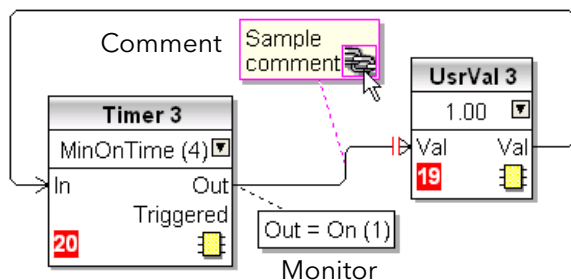 Comment
Sample
comment
UsrVal 3
1.00
Val Val
19
Timer 3
MinOnTime (4)
In Out
Triggered
20
Out = On (1)
Monitor